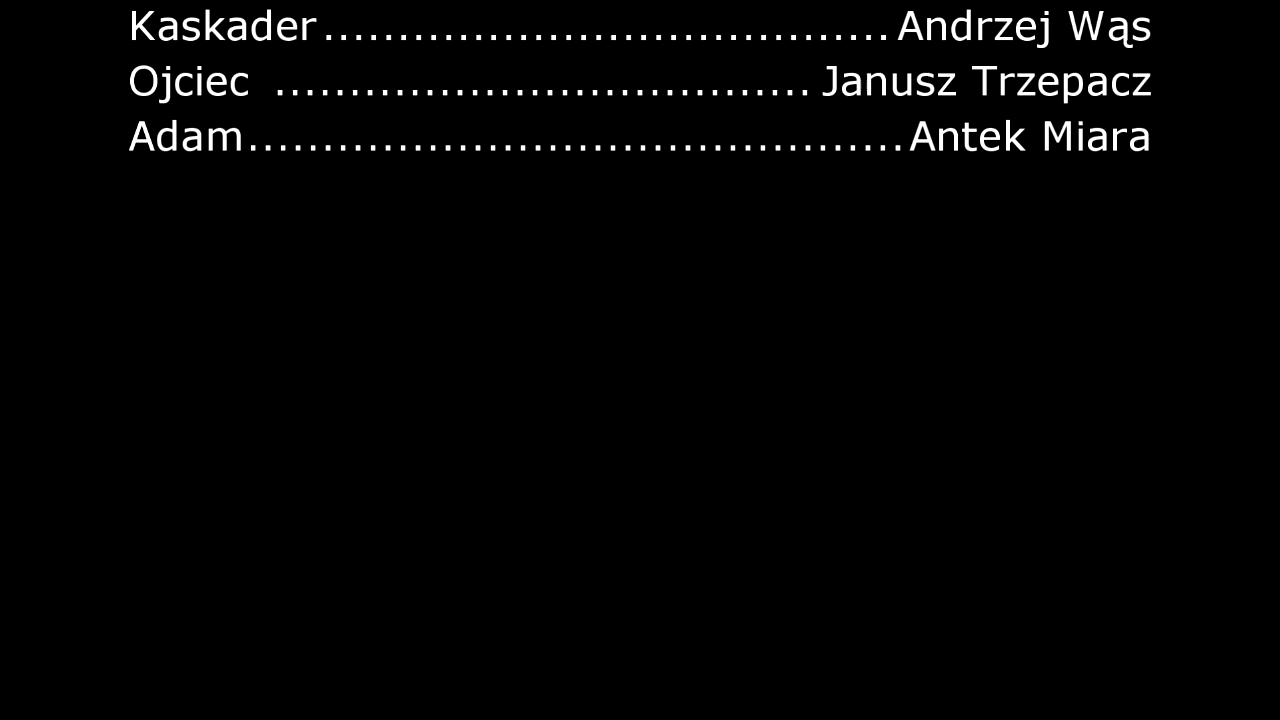 Kaskader......................................Andrzej Wąs
Ojciec ....................................Janusz Trzepacz
Adam............................................Antek Miara